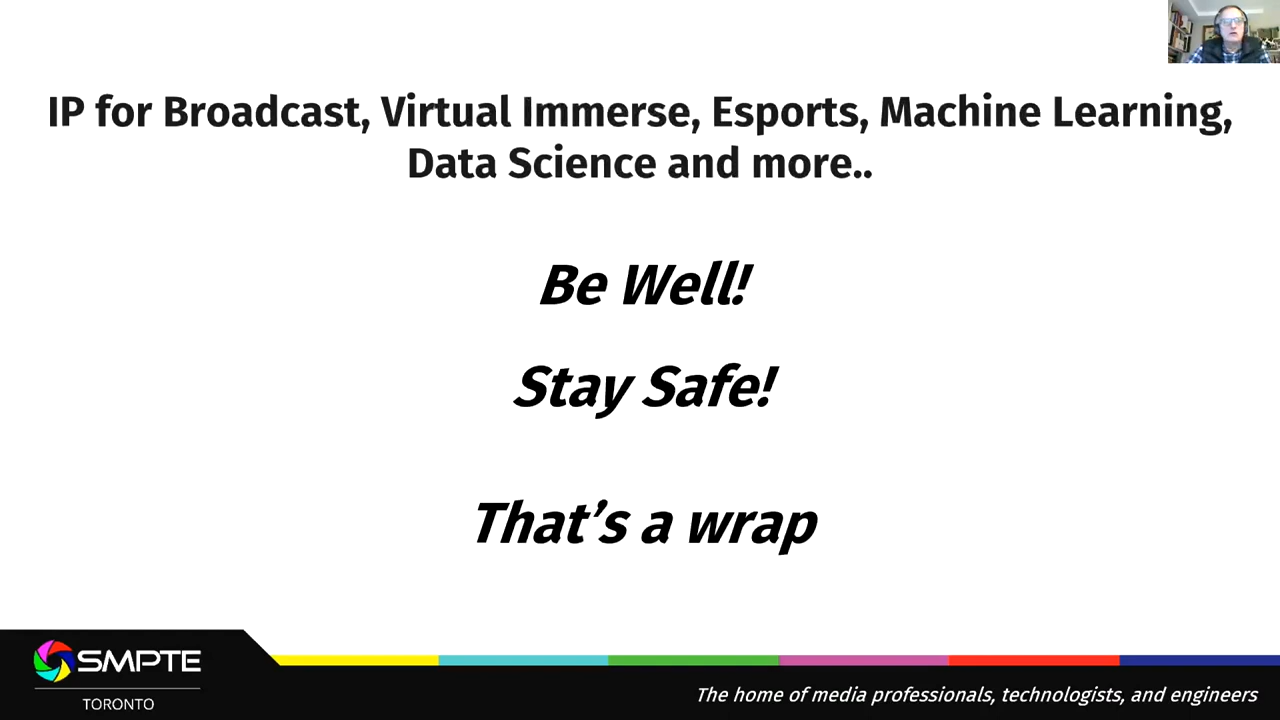 IP for Broadcast, Virtual Immerse, Esports, Machine Learning,
Data Science and more..
Be Well!
Stay Safe!
That’s a wrap
SMPTE
TORONTO
The home of media professionals, technologists, and engineers